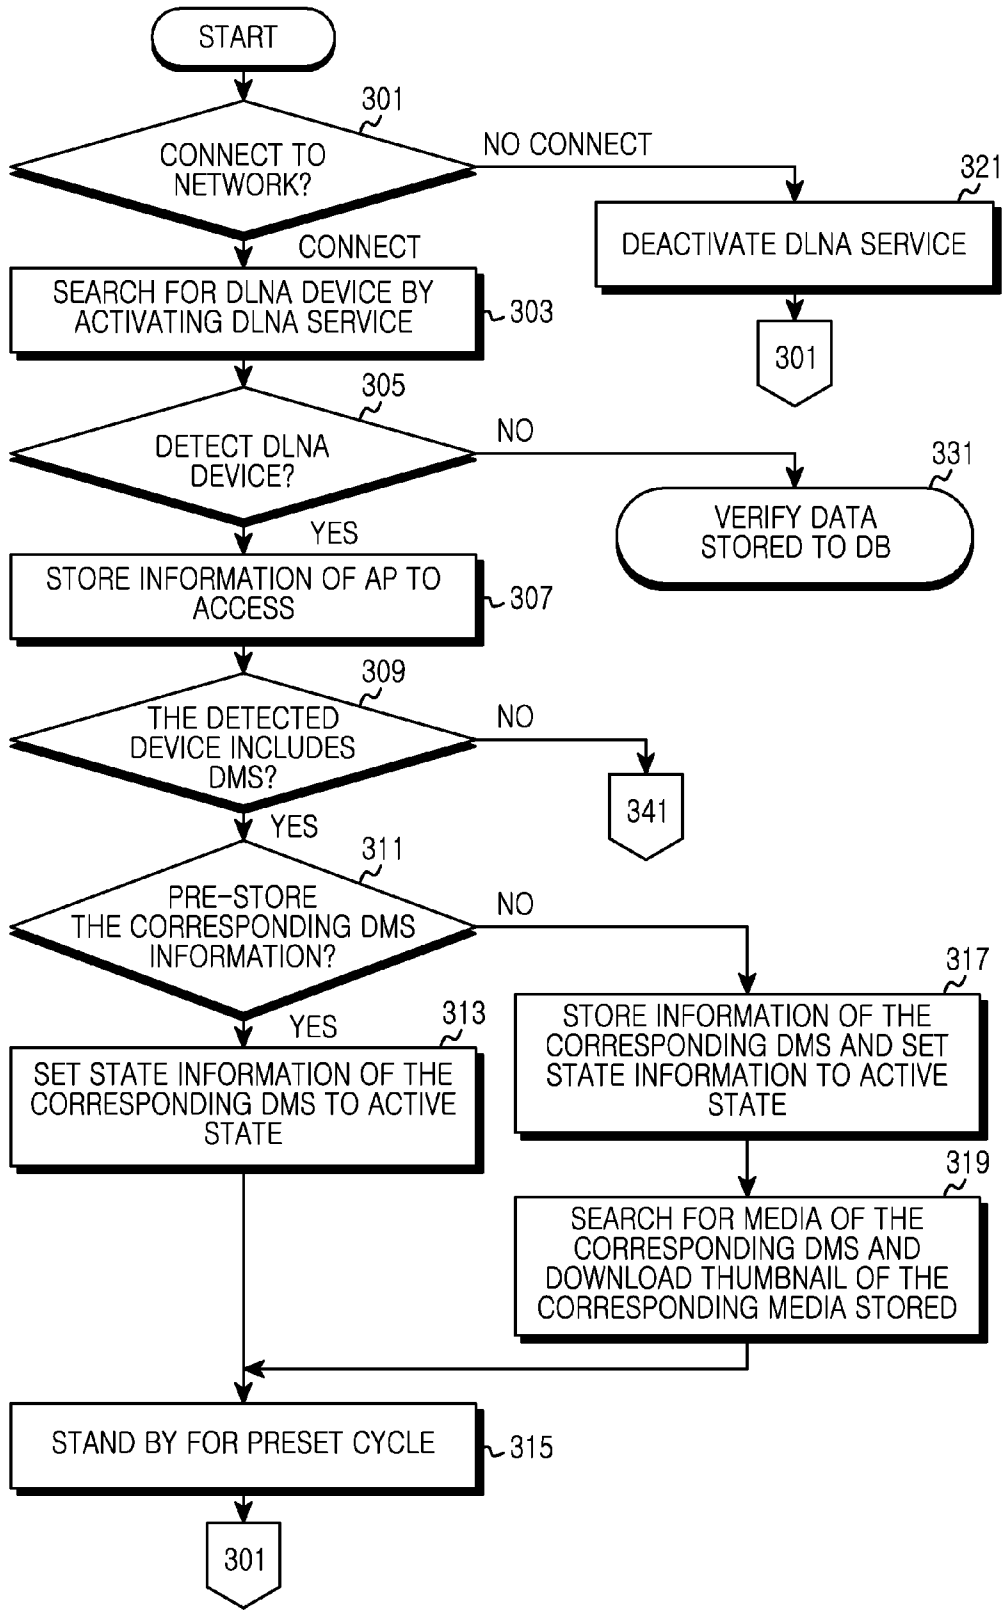 START
301
CONNECT TO
NETWORK?
NO CONNECT
CONNECT
321
DEACTIVATE DLNA SERVICE
301
SEARCH FOR DLNA DEVICE BY
ACTIVATING DLNA SERVICE
303
305
DETECT DLNA
DEVICE?
NO
YES
331
VERIFY DATA
STORED TO DB
STORE INFORMATION OF AP TO
ACCESS
307
309
THE DETECTED
DEVICE INCLUDES
DMS?
NO
YES
341
311
PRE-STORE
THE CORRESPONDING DMS
INFORMATION?
NO
YES
313
SET STATE INFORMATION OF THE
CORRESPONDING DMS TO ACTIVE
STATE
317
STORE INFORMATION OF THE
CORRESPONDING DMS AND SET
STATE INFORMATION TO ACTIVE
STATE
319
SEARCH FOR MEDIA OF THE
CORRESPONDING DMS AND
DOWNLOAD THUMBNAIL OF THE
CORRESPONDING MEDIA STORED
STAND BY FOR PRESET CYCLE
315
301